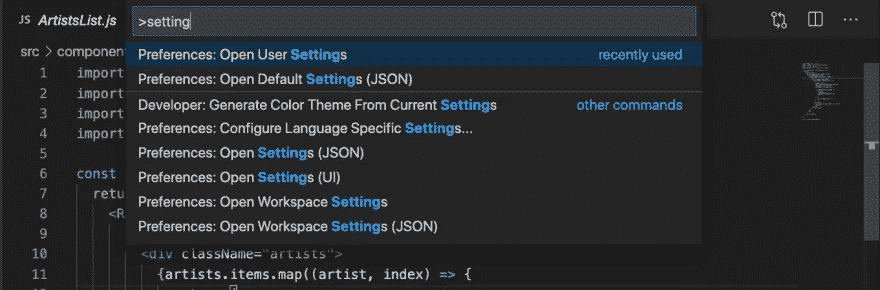 JS ArtistsList.js
>setting
src > component
Preferences: Open User Settings recently used
Preferences: Open Default Settings (JSON)
Developer: Generate Color Theme From Current Settings other commands
Preferences: Configure Language Specific Settings...
Preferences: Open Settings (JSON)
Preferences: Open Settings (UI)
Preferences: Open Workspace Settings
Preferences: Open Workspace Settings (JSON)
1 import
2 import
3 import
4 import
5
6 const
7 retu
8 <R
9
10 <div className="artists">
11 {artists.items.map((artist, index) => {